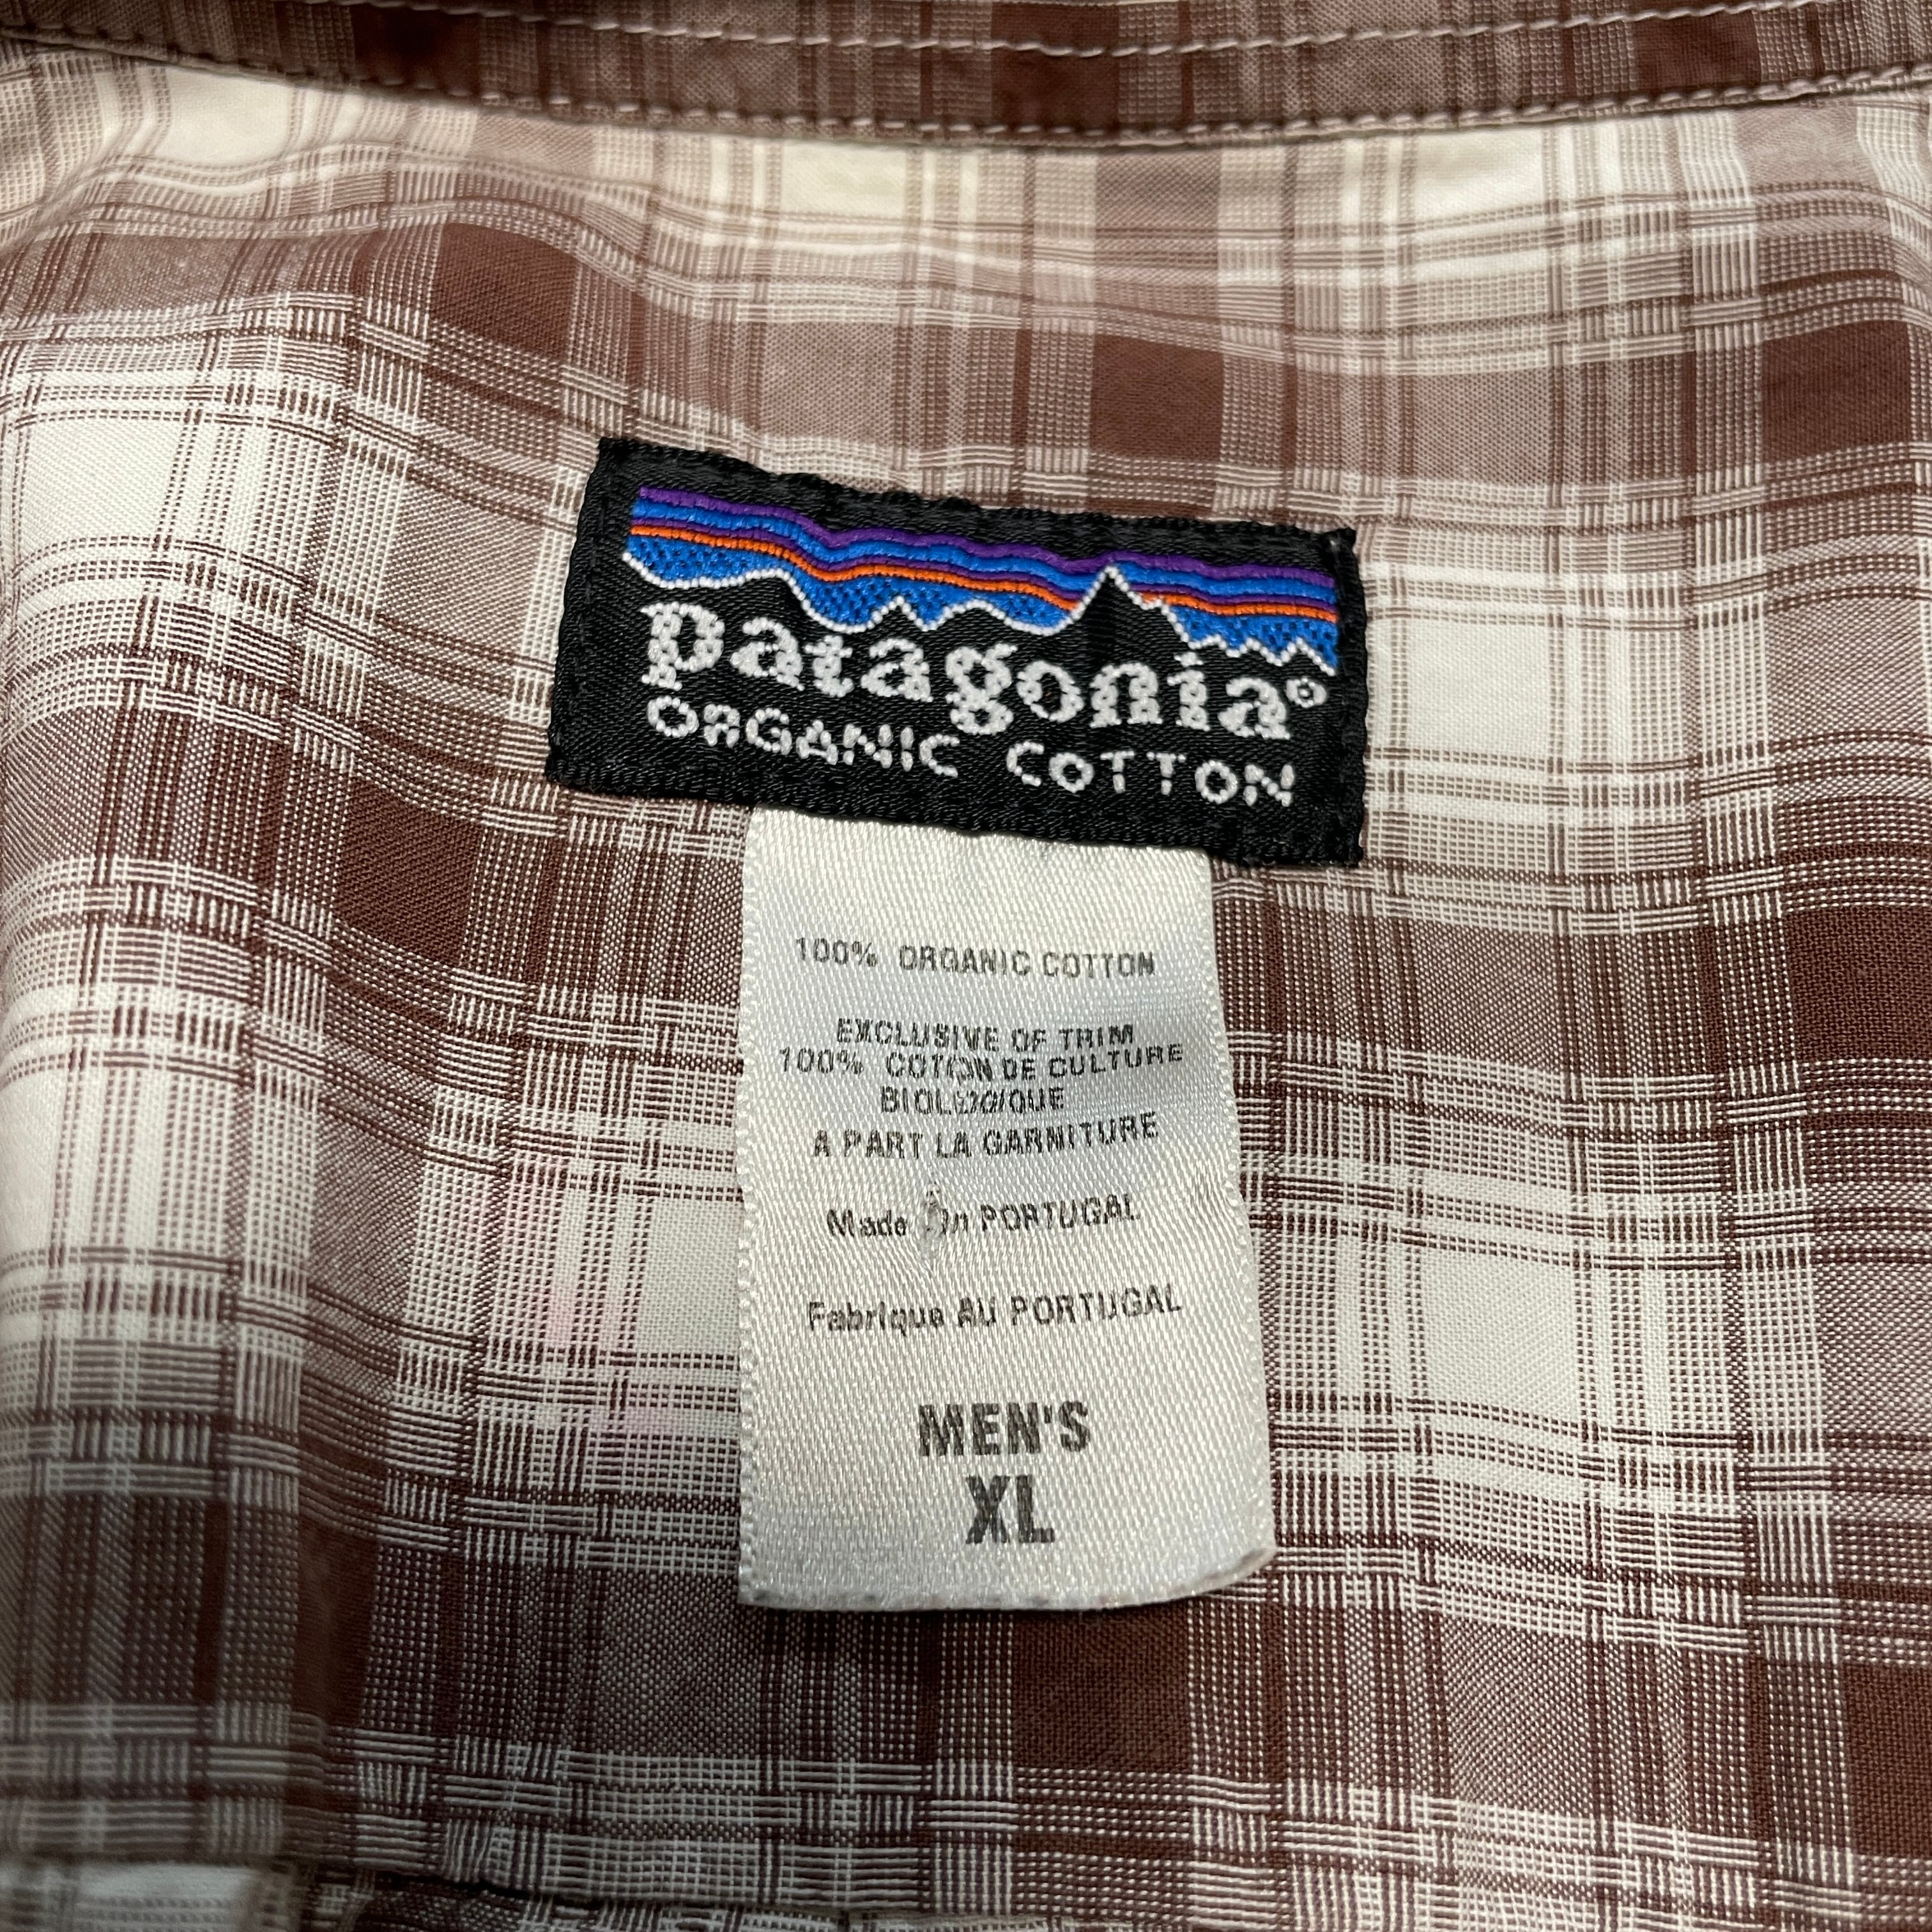 patagonia®
ORGANIC COTTON
100% ORGANIC COTTON
EXCLUSIVE OF TRIM
100% COTON DE CULTURE
BIOLOGIQUE
A PART LA GARNITURE
Made In PORTUGAL
Fabrique AU PORTUGAL
MEN'S
XL